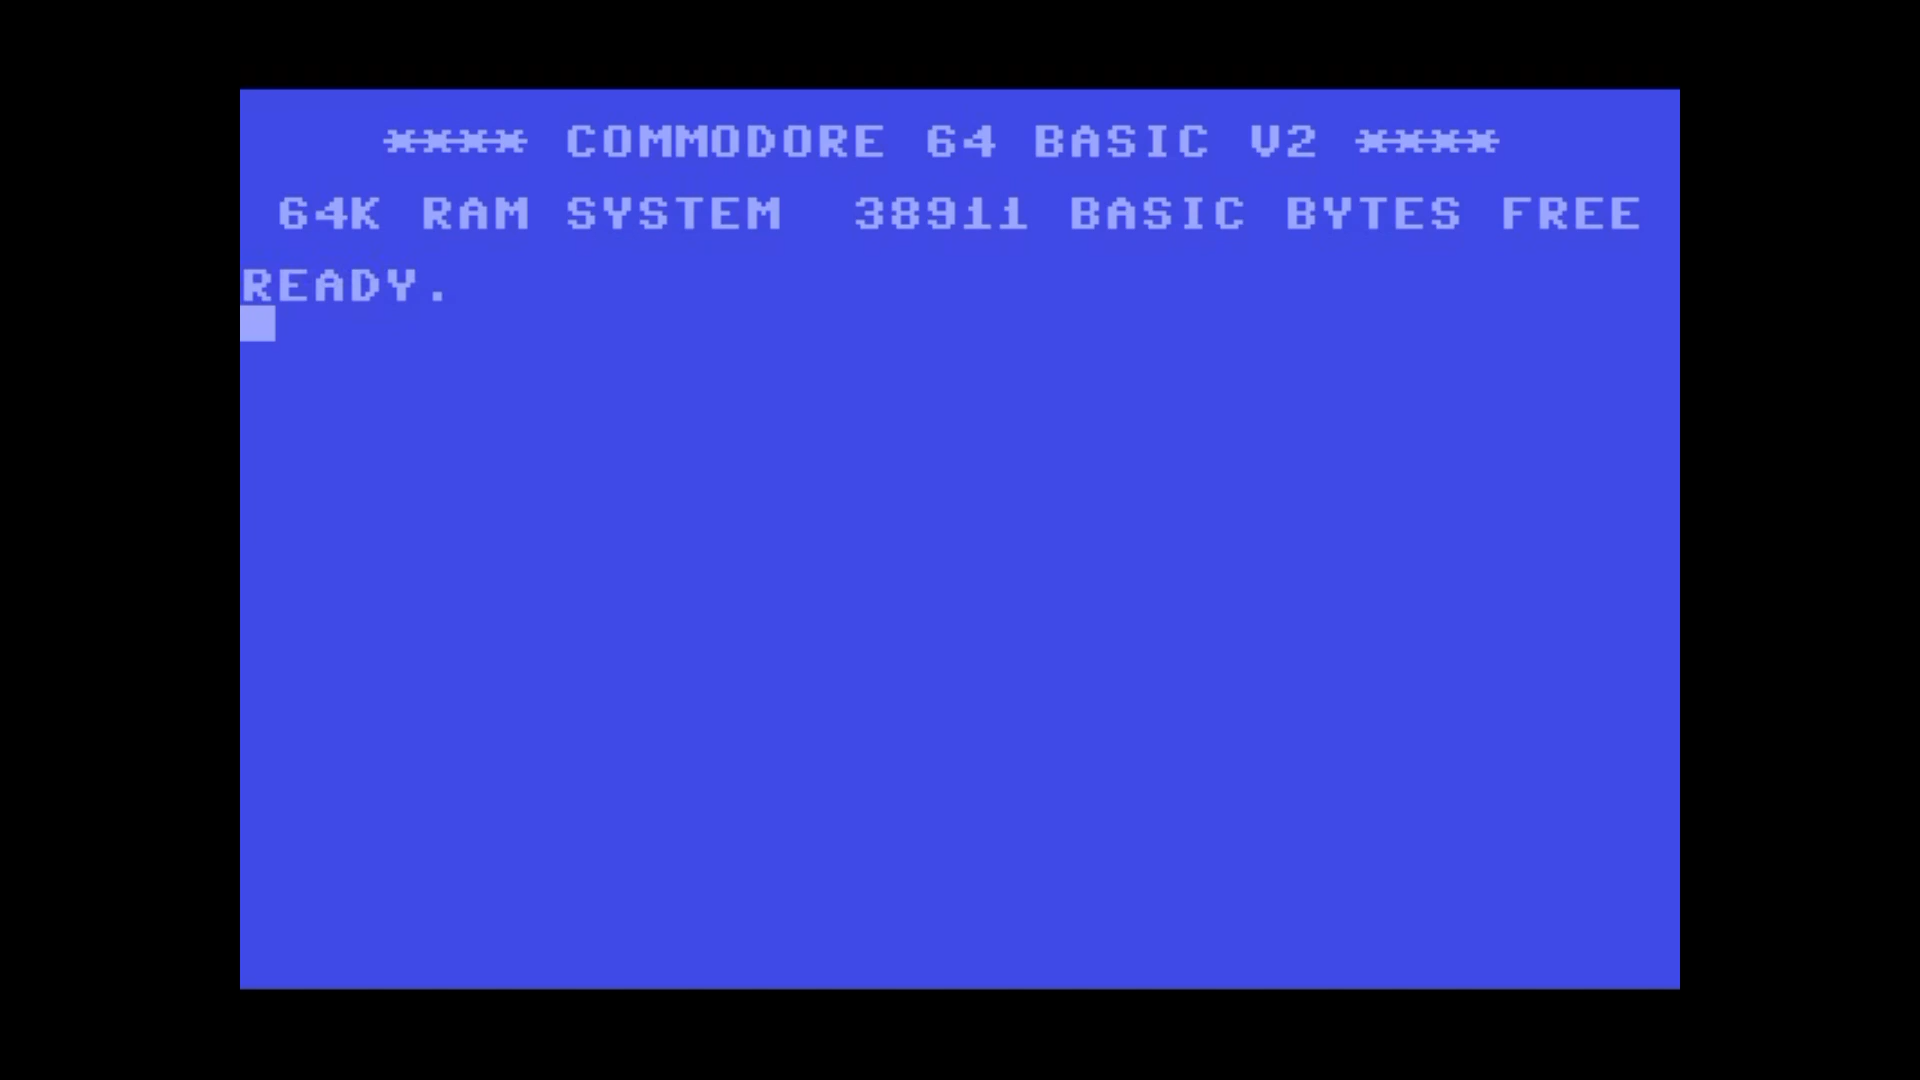 **** COMMODORE 64 BASIC V2 ****
64K RAM SYSTEM  38911 BASIC BYTES FREE
READY.